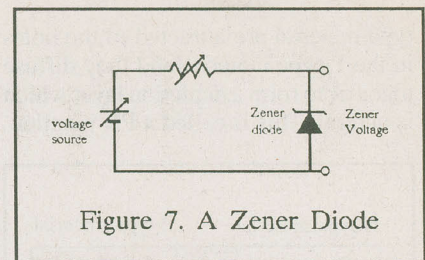 voltage
source
Zener
diode
Zener
Voltage
Figure 7. A Zener Diode